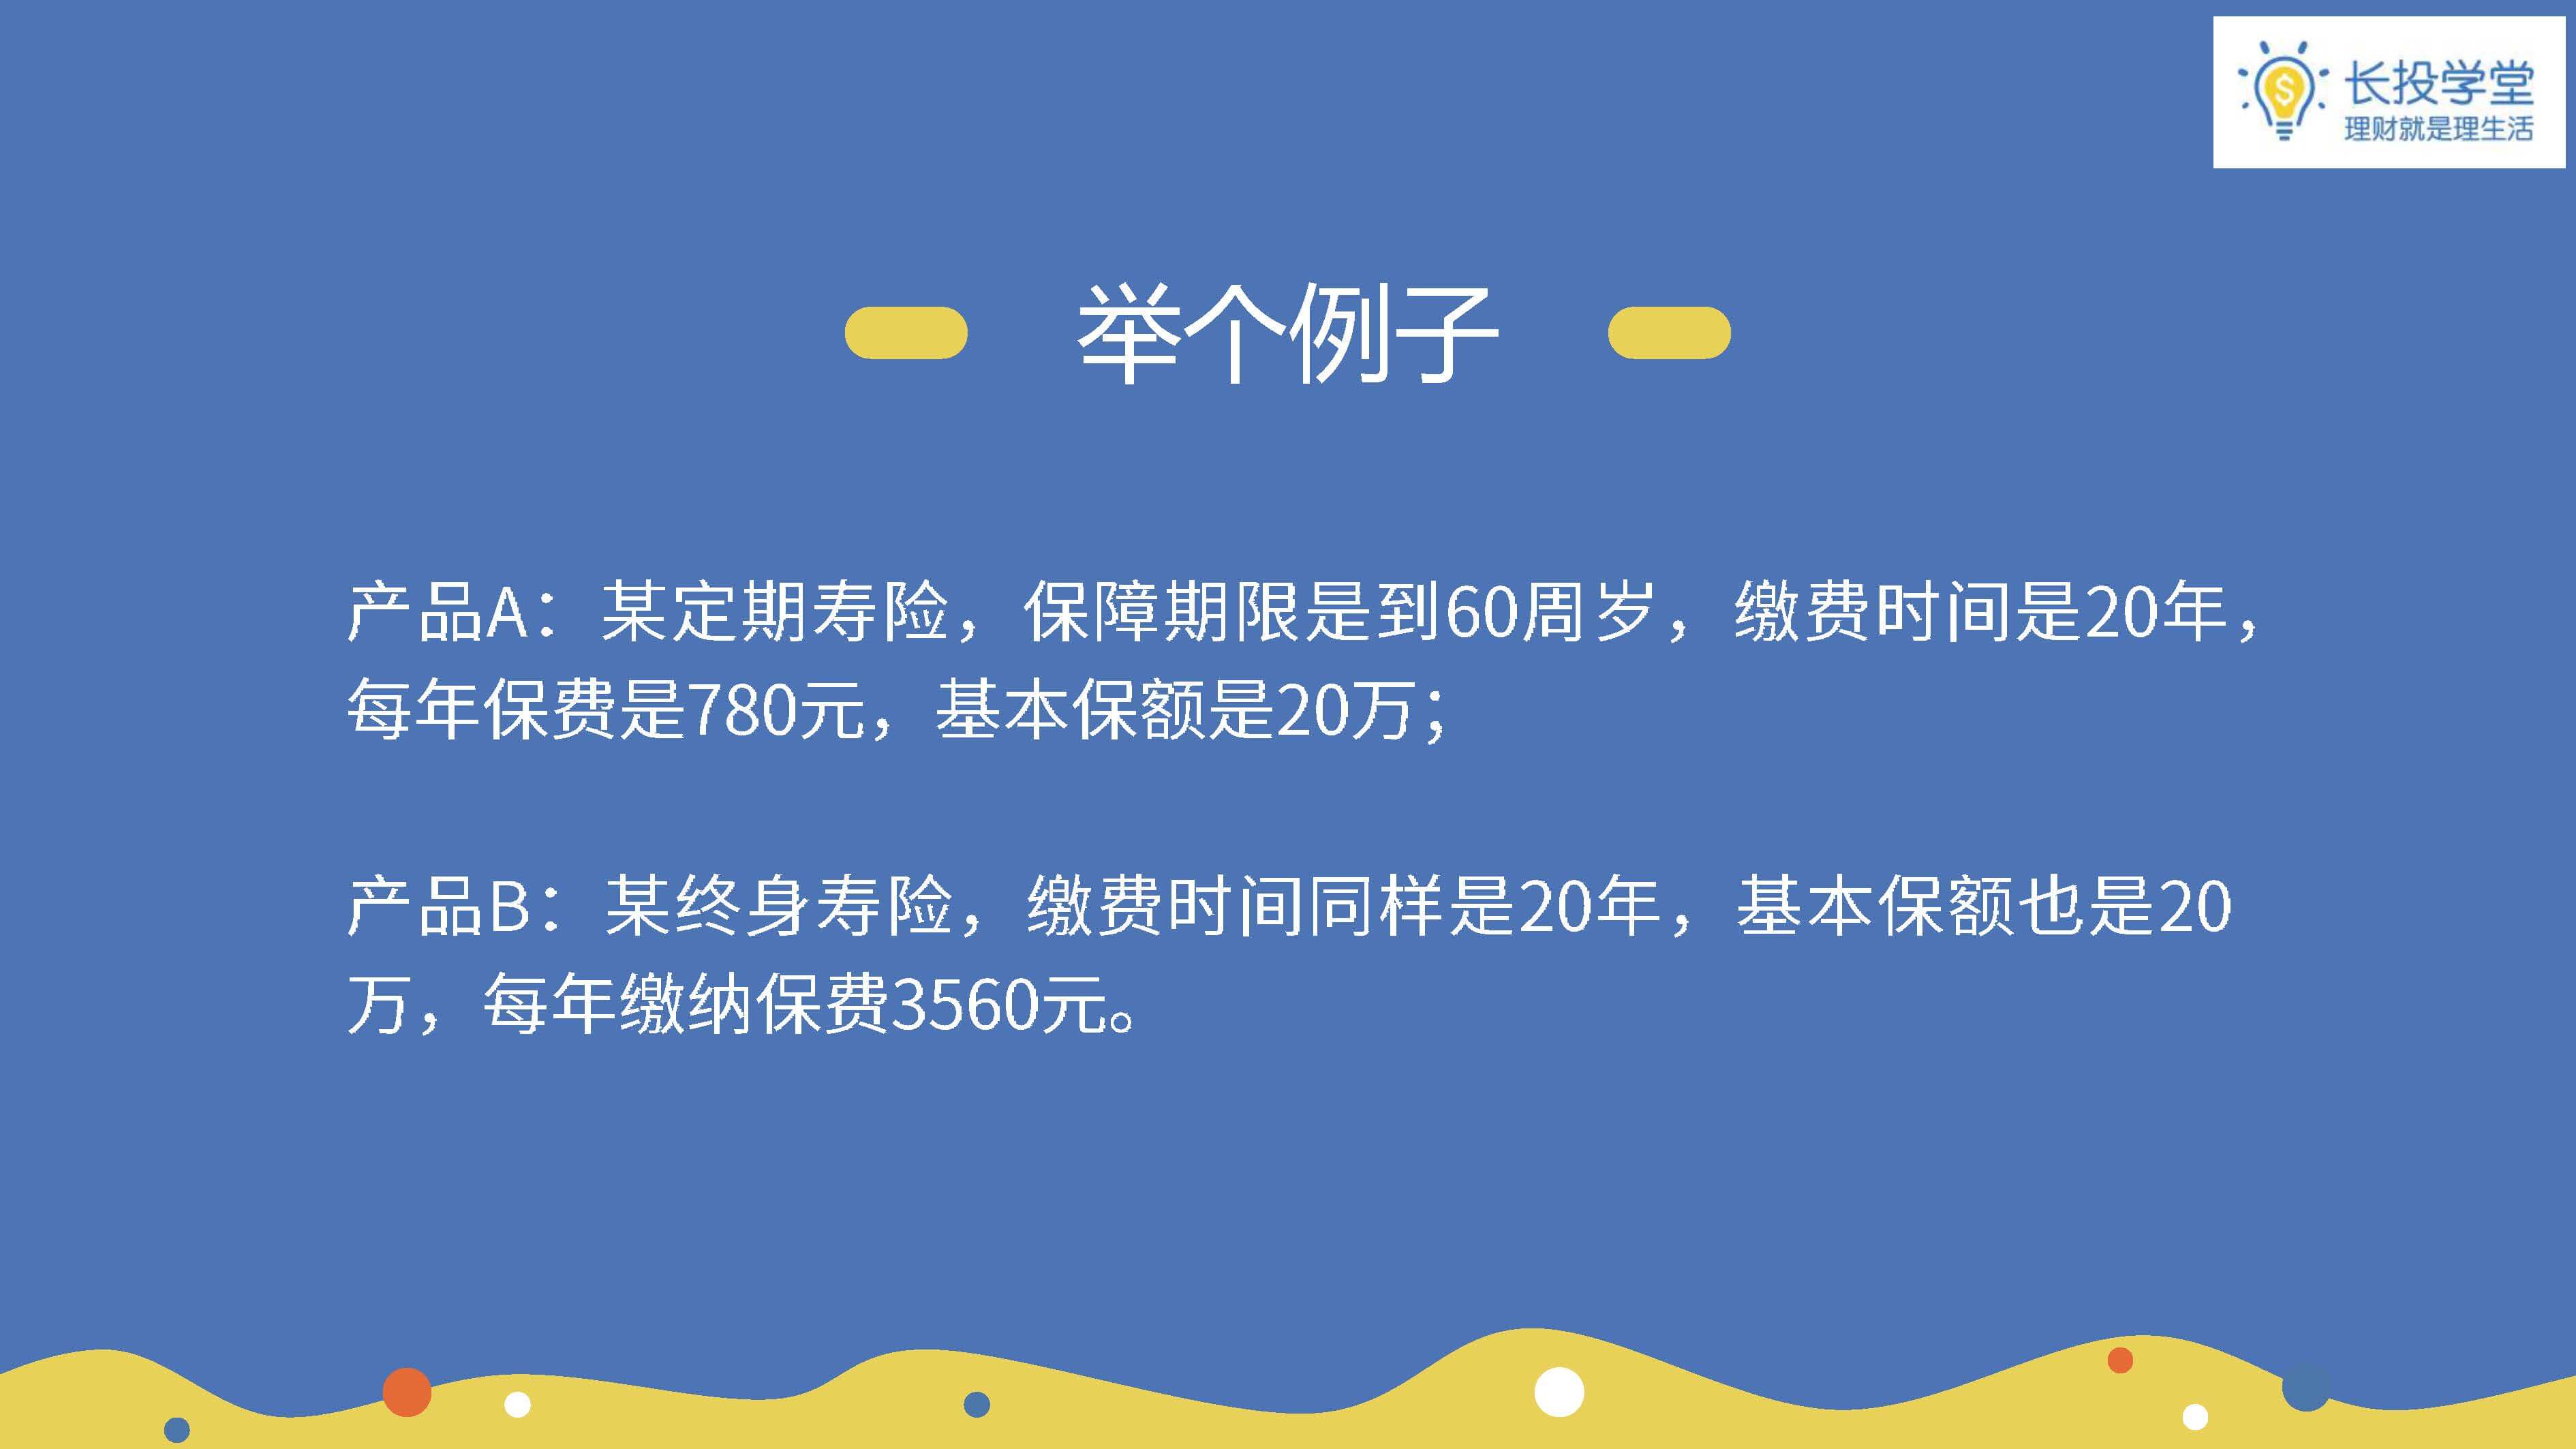 长投学堂
理财就是理生活
举个例子
产品A：某定期寿险，保障期限是到60周岁，缴费时间是20年，
每年保费是780元，基本保额是20万；
产品B：某终身寿险，缴费时间同样是20年，基本保额也是20
万，每年缴纳保费3560元。